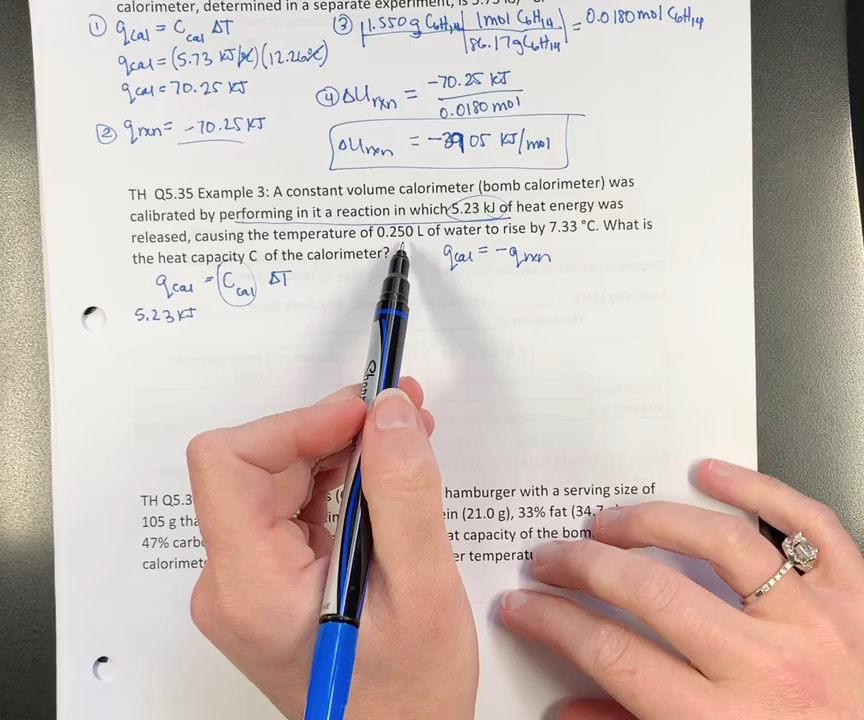 calorimeter, determined in a separate experiment, is 5.73 kJ/°C
① qcal = Ccal ΔT
qcal = (5.73 kJ/°C)(12.26°C)
qcal = 70.25 kJ
② qrxn = -70.25 kJ
③ 1.550 g C6H14 | 1 mol C6H14 = 0.0180 mol C6H14
86.17g C6H14
④ ΔUrxn = -70.25 kJ
0.0180 mol
ΔUrxn = -3905 kJ/mol
TH Q5.35 Example 3: A constant volume calorimeter (bomb calorimeter) was
calibrated by performing in it a reaction in which 5.23 kJ of heat energy was
released, causing the temperature of 0.250 L of water to rise by 7.33 °C. What is
the heat capacity C of the calorimeter?
qcal = -qrxn
qcal = Ccal ΔT
5.23 kJ
TH Q5.3 hamburger with a serving size of
105 g tha ein (21.0 g), 33% fat (34.7
47% carb at capacity of the bom
calorimet er temperatu